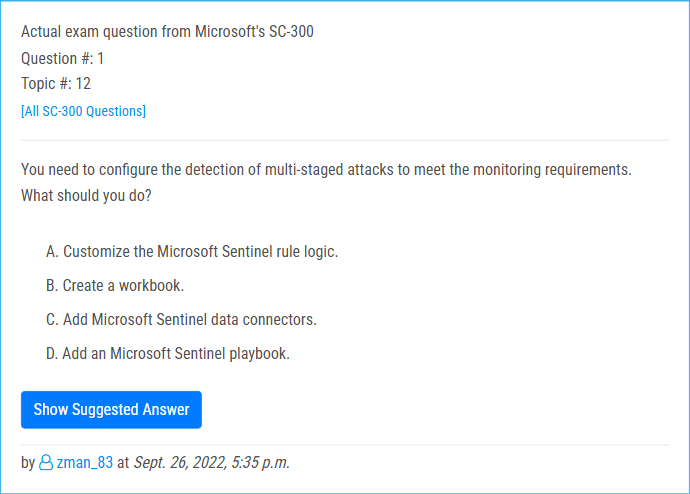 Actual exam question from Microsoft's SC-300
Question #: 1
Topic #: 12
[All SC-300 Questions]
You need to configure the detection of multi-staged attacks to meet the monitoring requirements.
What should you do?
A. Customize the Microsoft Sentinel rule logic.
B. Create a workbook.
C. Add Microsoft Sentinel data connectors.
D. Add an Microsoft Sentinel playbook.
Show Suggested Answer
by zman_83 at Sept. 26, 2022, 5:35 p.m.